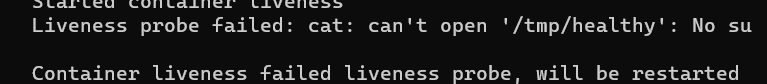 Started container liveness
Liveness probe failed: cat: can't open '/tmp/healthy': No su
Container liveness failed liveness probe, will be restarted